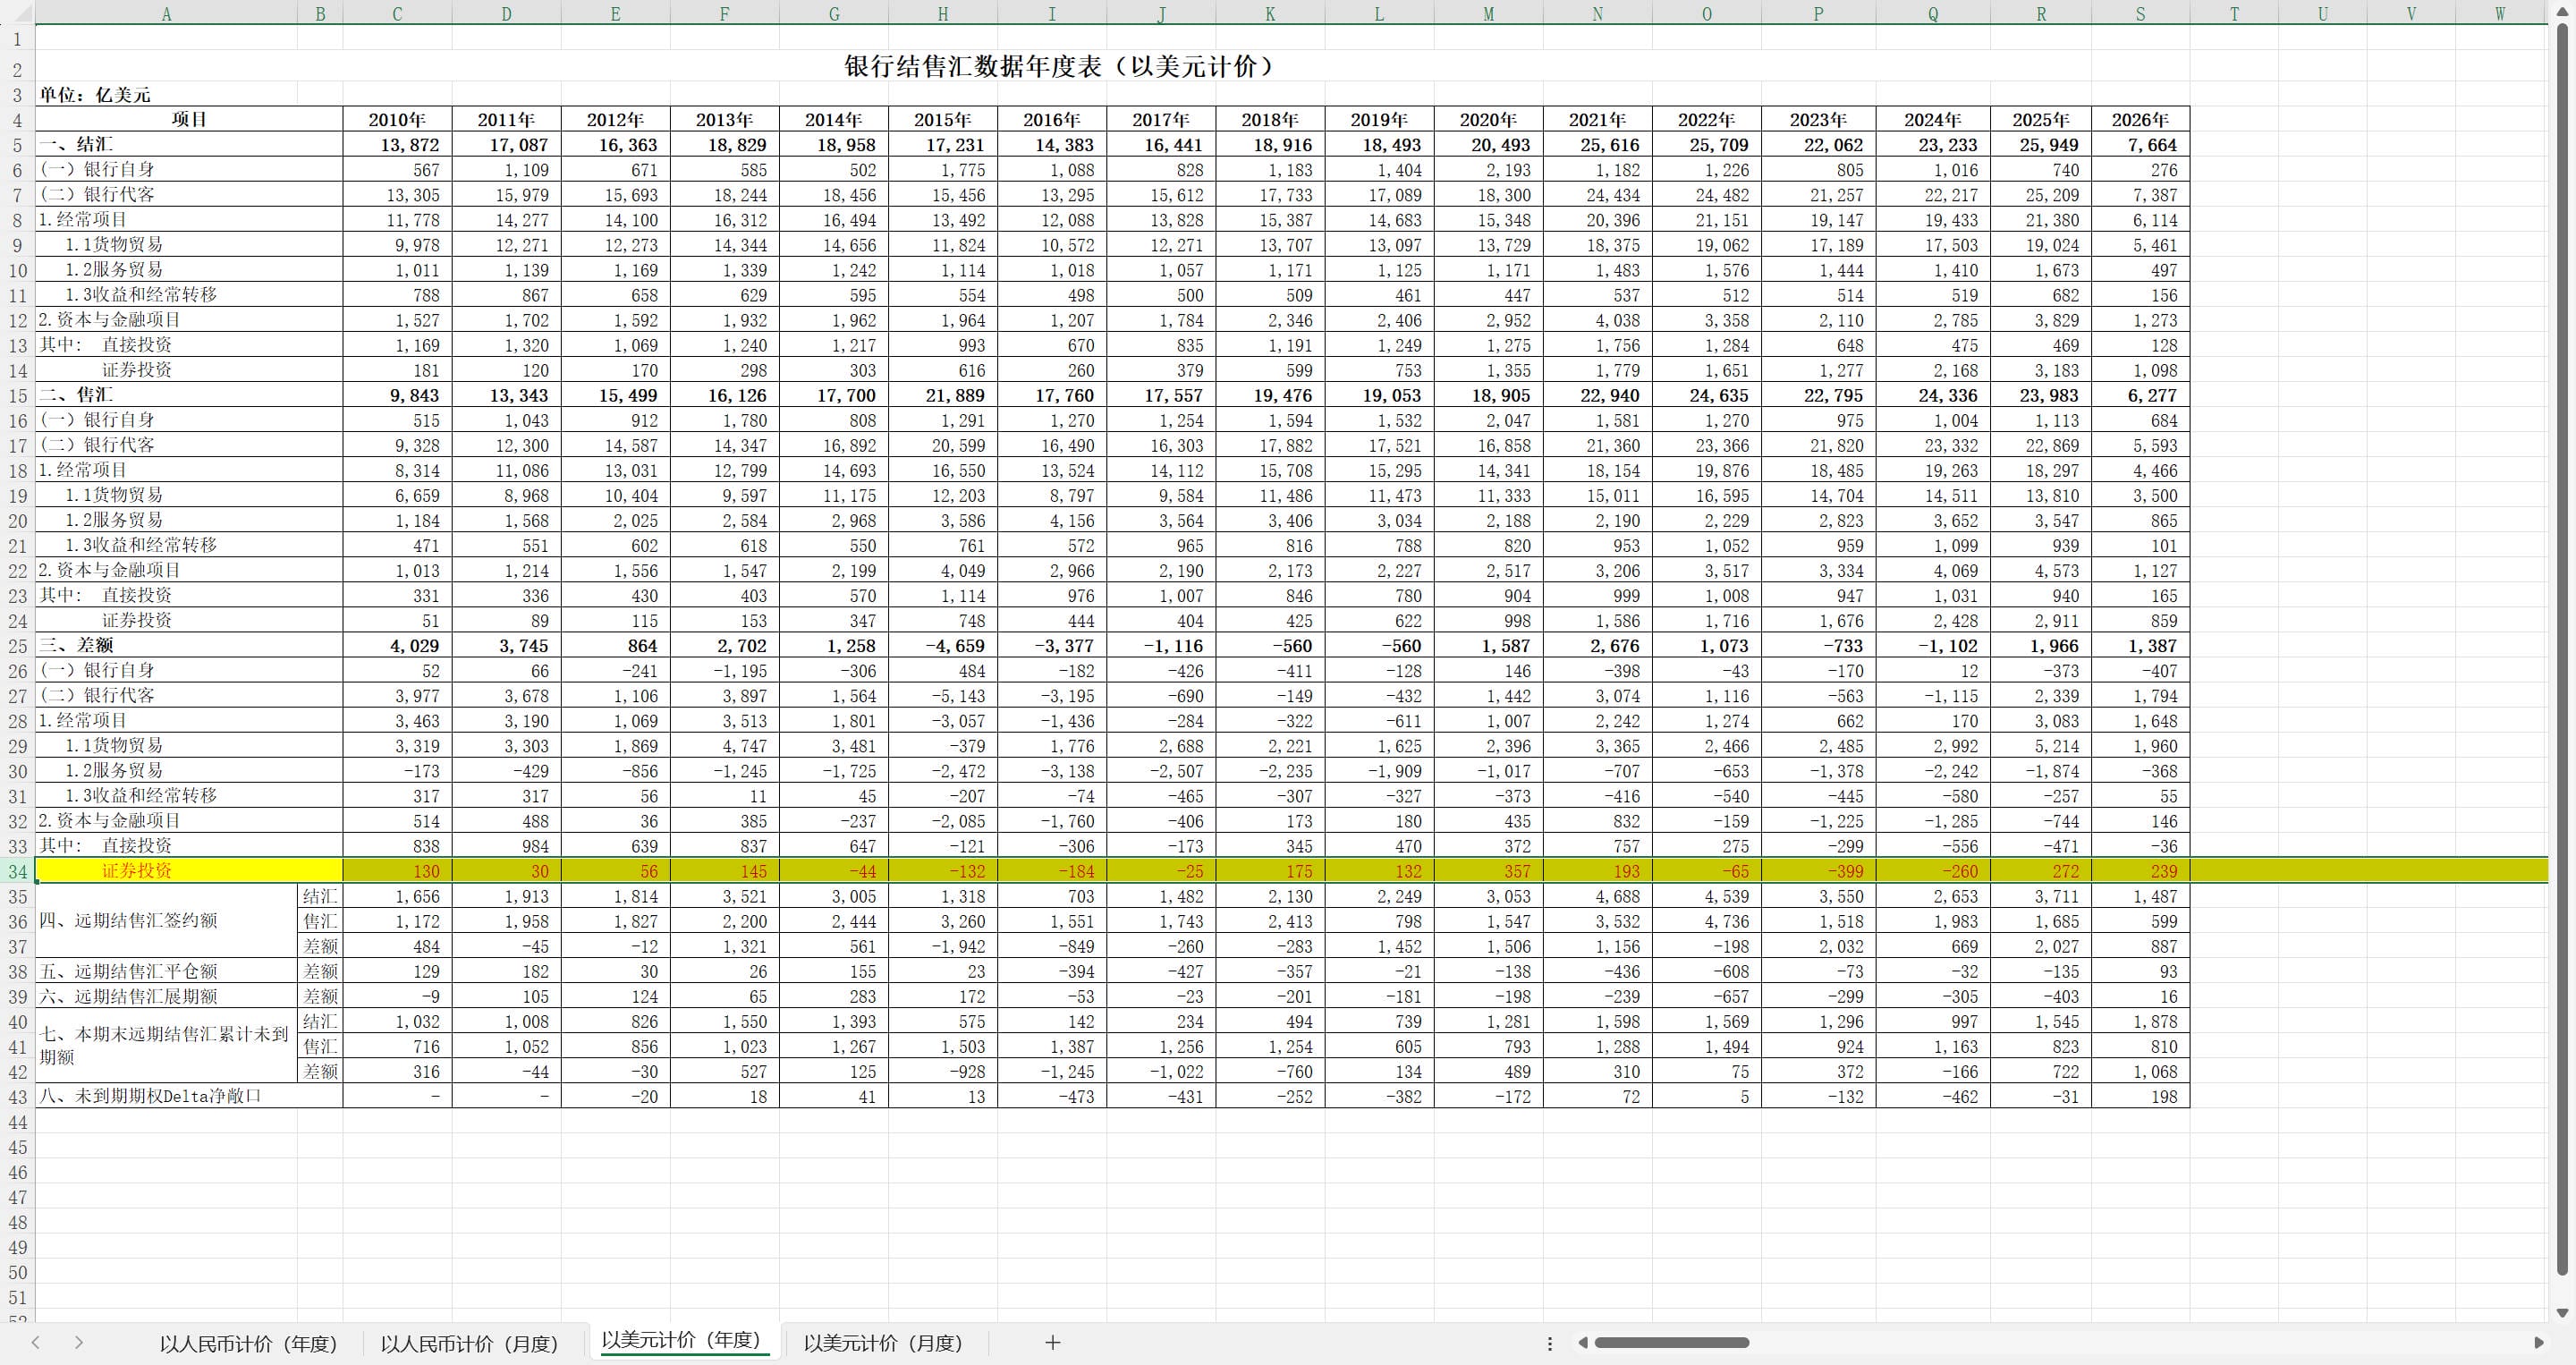 A B C D E F G H I J K L M N O P Q R S T U V W
1
2 银行结售汇数据年度表（以美元计价）
3 单位：亿美元
4 项目 2010年 2011年 2012年 2013年 2014年 2015年 2016年 2017年 2018年 2019年 2020年 2021年 2022年 2023年 2024年 2025年 2026年
5 一、结汇 13,872 17,087 16,363 18,829 18,958 17,231 14,383 16,441 18,916 18,493 20,493 25,616 25,709 22,062 23,233 25,949 7,664
6 (一）银行自身 567 1,109 671 585 502 1,775 1,088 828 1,183 1,404 2,193 1,182 1,226 805 1,016 740 276
7 (二）银行代客 13,305 15,979 15,693 18,244 18,456 15,456 13,295 15,612 17,733 17,089 18,300 24,434 24,482 21,257 22,217 25,209 7,387
8 1.经常项目 11,778 14,277 14,100 16,312 16,494 13,492 12,088 13,828 15,387 14,683 15,348 20,396 21,151 19,147 19,433 21,380 6,114
9 1.1货物贸易 9,978 12,271 12,273 14,344 14,656 11,824 10,572 12,271 13,707 13,097 13,729 18,375 19,062 17,189 17,503 19,024 5,461
10 1.2服务贸易 1,011 1,139 1,169 1,339 1,242 1,114 1,018 1,057 1,171 1,125 1,171 1,483 1,576 1,444 1,410 1,673 497
11 1.3收益和经常转移 788 867 658 629 595 554 498 500 509 461 447 537 512 514 519 682 156
12 2.资本与金融项目 1,527 1,702 1,592 1,932 1,962 1,964 1,207 1,784 2,346 2,406 2,952 4,038 3,358 2,110 2,785 3,829 1,273
13 其中: 直接投资 1,169 1,320 1,069 1,240 1,217 993 670 835 1,191 1,249 1,275 1,756 1,284 648 475 469 128
14 证券投资 181 120 170 298 303 616 260 379 599 753 1,355 1,779 1,651 1,277 2,168 3,183 1,098
15 二、售汇 9,843 13,343 15,499 16,126 17,700 21,889 17,760 17,557 19,476 19,053 18,905 22,940 24,635 22,795 24,336 23,983 6,277
16 (一）银行自身 515 1,043 912 1,780 808 1,291 1,270 1,254 1,594 1,532 2,047 1,581 1,270 975 1,004 1,113 684
17 (二）银行代客 9,328 12,300 14,587 14,347 16,892 20,599 16,490 16,303 17,882 17,521 16,858 21,360 23,366 21,820 23,332 22,869 5,593
18 1.经常项目 8,314 11,086 13,031 12,799 14,693 16,550 13,524 14,112 15,708 15,295 14,341 18,154 19,876 18,485 19,263 18,297 4,466
19 1.1货物贸易 6,659 8,968 10,404 9,597 11,175 12,203 8,797 9,584 11,486 11,473 11,333 15,011 16,595 14,704 14,511 13,810 3,500
20 1.2服务贸易 1,184 1,568 2,025 2,584 2,968 3,586 4,156 3,564 3,406 3,034 2,188 2,190 2,229 2,823 3,652 3,547 865
21 1.3收益和经常转移 471 551 602 618 550 761 572 965 816 788 820 953 1,052 959 1,099 939 101
22 2.资本与金融项目 1,013 1,214 1,556 1,547 2,199 4,049 2,966 2,190 2,173 2,227 2,517 3,206 3,517 3,334 4,069 4,573 1,127
23 其中: 直接投资 331 336 430 403 570 1,114 976 1,007 846 780 904 999 1,008 947 1,031 940 165
24 证券投资 51 89 115 153 347 748 444 404 425 622 998 1,586 1,716 1,676 2,428 2,911 859
25 三、差额 4,029 3,745 864 2,702 1,258 -4,659 -3,377 -1,116 -560 -560 1,587 2,676 1,073 -733 -1,102 1,966 1,387
26 (一）银行自身 52 66 -241 -1,195 -306 484 -182 -426 -411 -128 146 -398 -43 -170 12 -373 -407
27 (二）银行代客 3,977 3,678 1,106 3,897 1,564 -5,143 -3,195 -690 -149 -432 1,442 3,074 1,116 -563 -1,115 2,339 1,794
28 1.经常项目 3,463 3,190 1,069 3,513 1,801 -3,057 -1,436 -284 -322 -611 1,007 2,242 1,274 662 170 3,083 1,648
29 1.1货物贸易 3,319 3,303 1,869 4,747 3,481 -379 1,776 2,688 2,221 1,625 2,396 3,365 2,466 2,485 2,992 5,214 1,960
30 1.2服务贸易 -173 -429 -856 -1,245 -1,725 -2,472 -3,138 -2,507 -2,235 -1,909 -1,017 -707 -653 -1,378 -2,242 -1,874 -368
31 1.3收益和经常转移 317 317 56 11 45 -207 -74 -465 -307 -327 -373 -416 -540 -445 -580 -257 55
32 2.资本与金融项目 514 488 36 385 -237 -2,085 -1,760 -406 173 180 435 832 -159 -1,225 -1,285 -744 146
33 其中: 直接投资 838 984 639 837 647 -121 -306 -173 345 470 372 757 275 -299 -556 -471 -36
34 证券投资 130 30 56 145 -44 -132 -184 -25 175 132 357 193 -65 -399 -260 272 239
35 结汇 1,656 1,913 1,814 3,521 3,005 1,318 703 1,482 2,130 2,249 3,053 4,688 4,539 3,550 2,653 3,711 1,487
36 四、远期结售汇签约额 售汇 1,172 1,958 1,827 2,200 2,444 3,260 1,551 1,743 2,413 798 1,547 3,532 4,736 1,518 1,983 1,685 599
37 差额 484 -45 -12 1,321 561 -1,942 -849 -260 -283 1,452 1,506 1,156 -198 2,032 669 2,027 887
38 五、远期结售汇平仓额 差额 129 182 30 26 155 23 -394 -427 -357 -21 -138 -436 -608 -73 -32 -135 93
39 六、远期结售汇展期额 差额 -9 105 124 65 283 172 -53 -23 -201 -181 -198 -239 -657 -299 -305 -403 16
40 结汇 1,032 1,008 826 1,550 1,393 575 142 234 494 739 1,281 1,598 1,569 1,296 997 1,545 1,878
七、本期末远期结售汇累计未到
41 期额 售汇 716 1,052 856 1,023 1,267 1,503 1,387 1,256 1,254 605 793 1,288 1,494 924 1,163 823 810
42 差额 316 -44 -30 527 125 -928 -1,245 -1,022 -760 134 489 310 75 372 -166 722 1,068
43 八、未到期期权Delta净敞口 - - -20 18 41 13 -473 -431 -252 -382 -172 72 5 -132 -462 -31 198
44
45
46
47
48
49
50
51
52
以人民币计价（年度） 以人民币计价（月度） 以美元计价（年度） 以美元计价（月度）